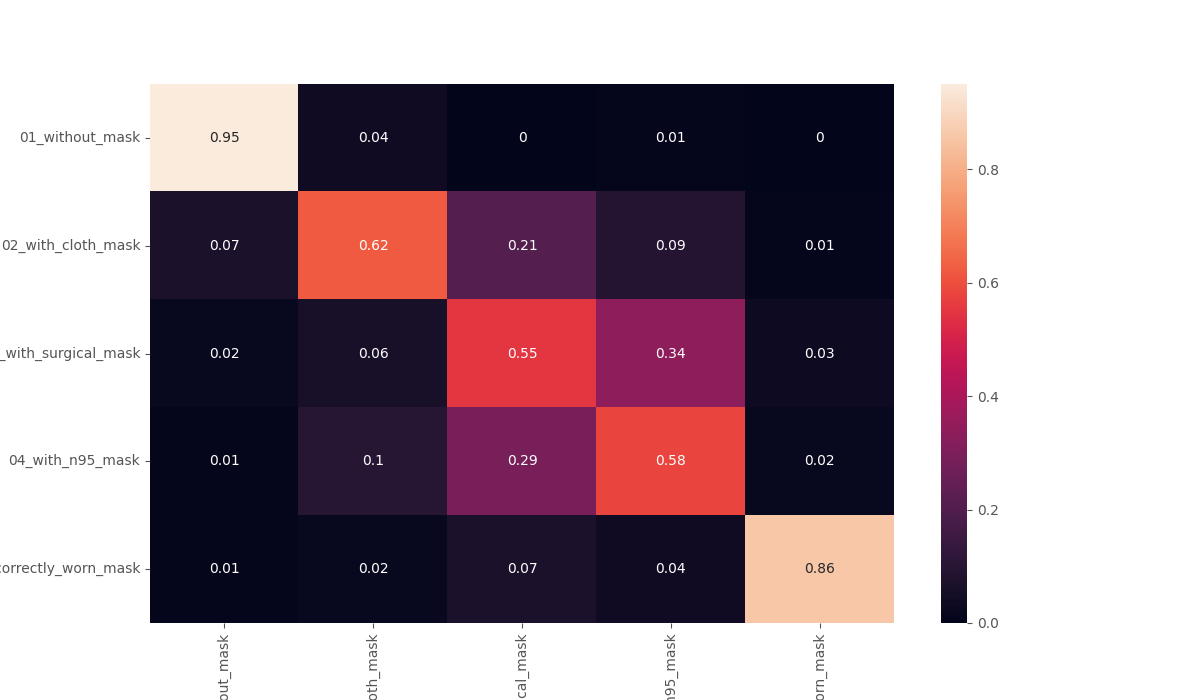 01_without_mask 0.95 0.04 0 0.01 0
02_with_cloth_mask 0.07 0.62 0.21 0.09 0.01
_with_surgical_mask 0.02 0.06 0.55 0.34 0.03
04_with_n95_mask 0.01 0.1 0.29 0.58 0.02
correctly_worn_mask 0.01 0.02 0.07 0.04 0.86
out_mask
oth_mask
cal_mask
n95_mask
orn_mask
0.8
0.6
0.4
0.2
0.0